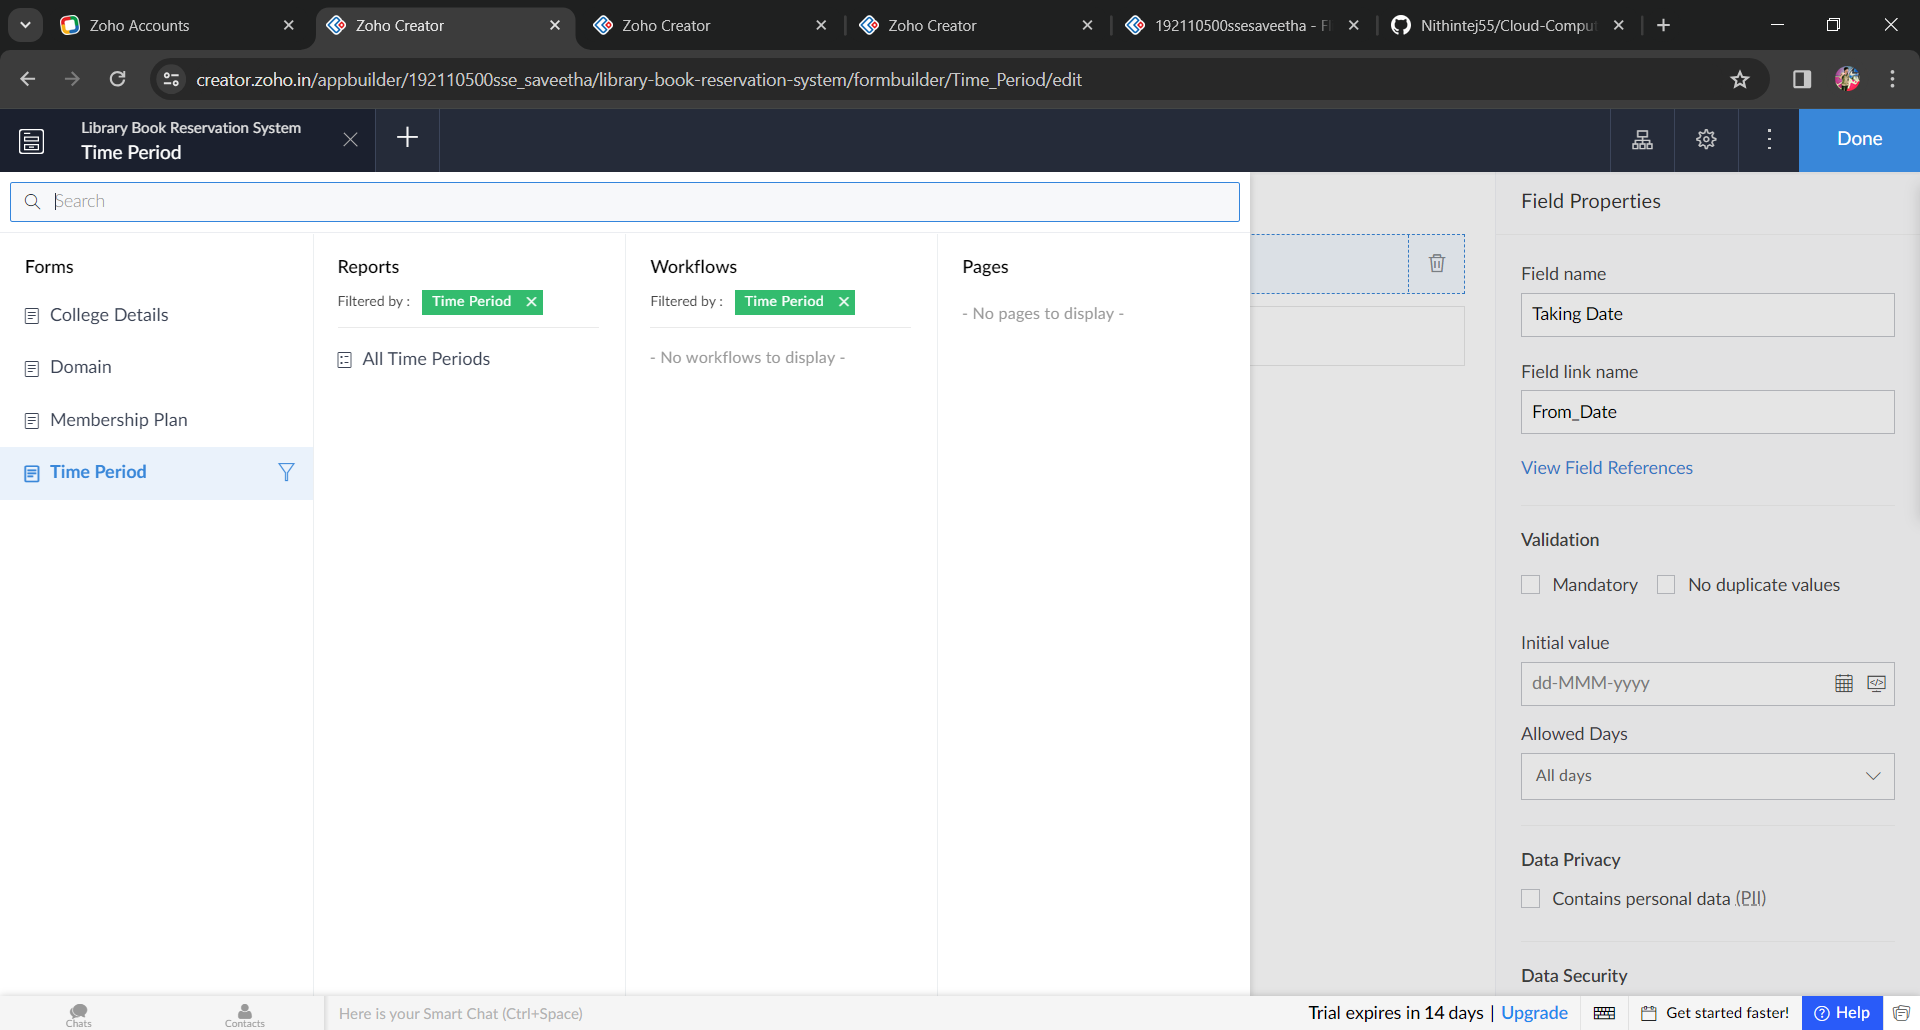 Zoho Accounts
Zoho Creator
Zoho Creator
Zoho Creator
192110500ssesaveetha - Fl
Nithintej55/Cloud-Comput
creator.zoho.in/appbuilder/192110500sse_saveetha/library-book-reservation-system/formbuilder/Time_Period/edit
Library Book Reservation System
Time Period
Done
Search
Forms
College Details
Domain
Membership Plan
Time Period
Reports
Filtered by :
Time Period
All Time Periods
Workflows
Filtered by :
Time Period
- No workflows to display -
Pages
- No pages to display -
Field Properties
Field name
Taking Date
Field link name
From_Date
View Field References
Validation
Mandatory
No duplicate values
Initial value
dd-MMM-yyyy
Allowed Days
All days
Data Privacy
Contains personal data (PII)
Data Security
Chats
Contacts
Here is your Smart Chat (Ctrl+Space)
Trial expires in 14 days | Upgrade
Get started faster!
Help